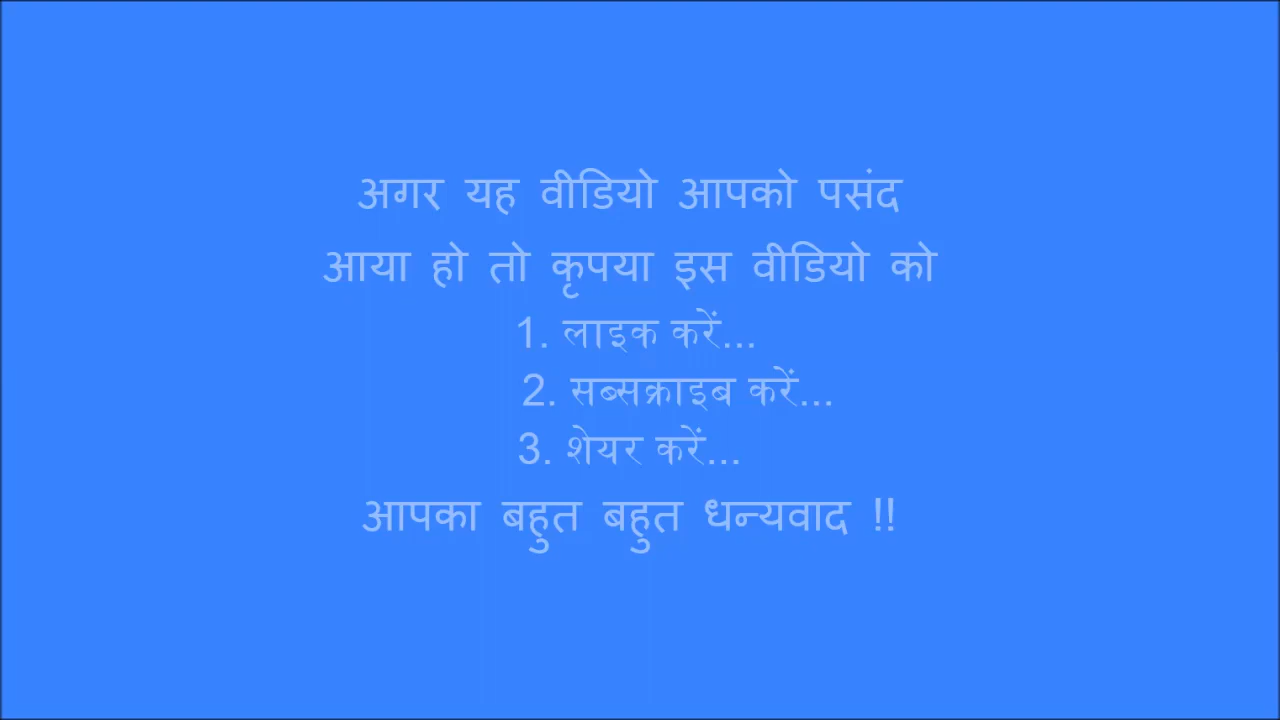 अगर यह वीडियो आपको पसंद
आया हो तो कृपया इस वीडियो को
1. लाइक करें...
2. सब्सक्राइब करें...
3. शेयर करें...
आपका बहुत बहुत धन्यवाद !!